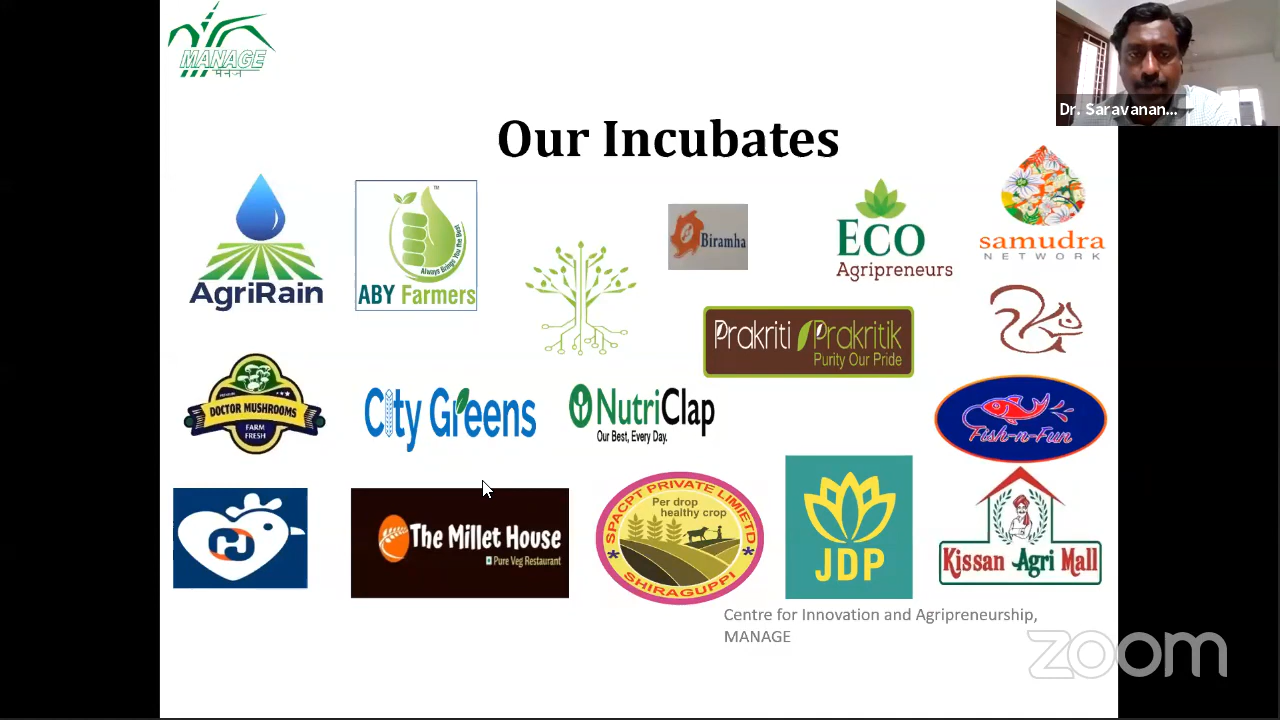 MANAGE
मैनेज
Dr. Saravanan...
Our Incubates
AgriRain
TM
Always Brings You the Best
ABY Farmers
Biramha
ECO
Agripreneurs
samudra
NETWORK
Prakriti Prakritik
Purity Our Pride
DOCTOR MUSHROOMS
FARM
FRESH
City Greens
NutriClap
Our Best, Every Day.
Fish-n-Fun
The Millet House
Pure Veg Restaurant
SPACPT PRIVATE LIMIETD
Per drop
healthy crop
SHIRAGUPPI
JDP
Kissan Agri Mall
Centre for Innovation and Agripreneurship,
MANAGE
zoom